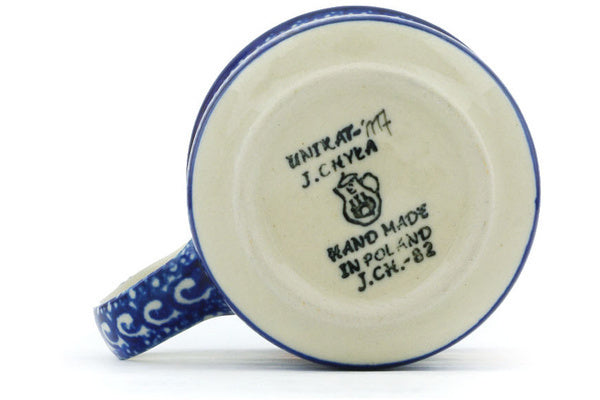 UNIKAT-
J. CHYŁA
HAND MADE
IN POLAND
J.CH.-82